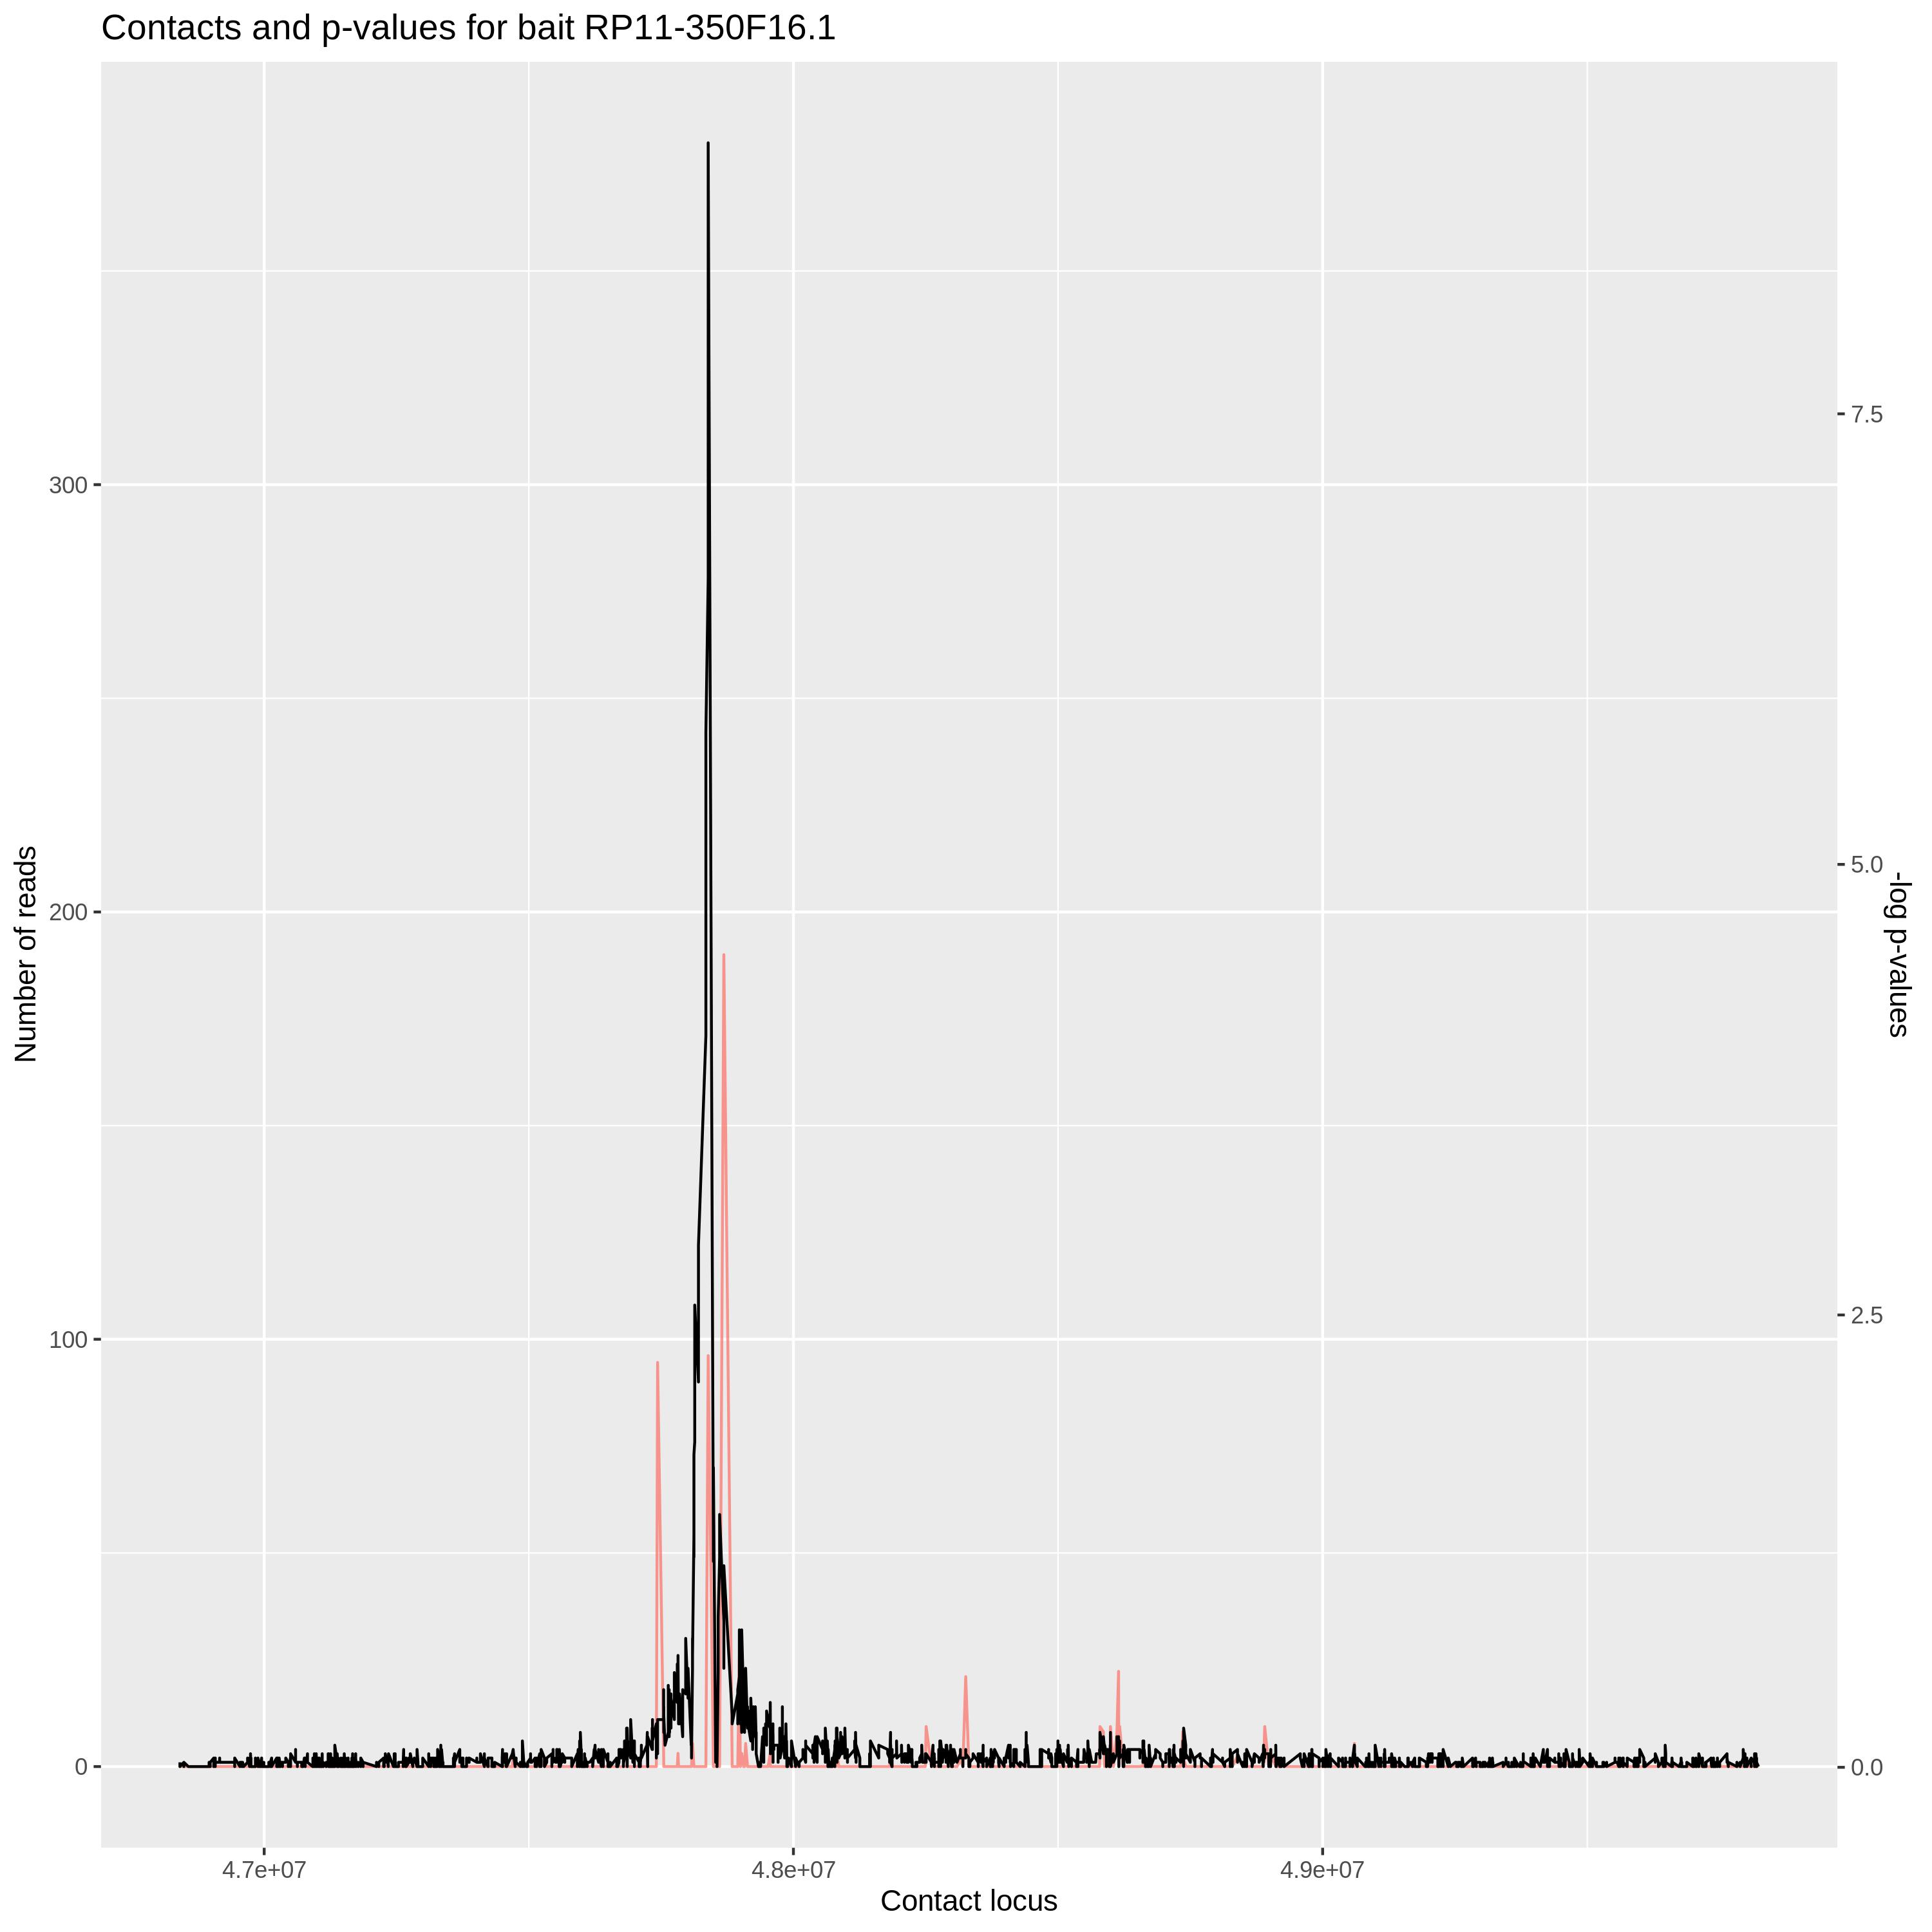 Contacts and p-values for bait RP11-350F16.1
Number of reads
300
200
100
0
7.5
5.0
2.5
0.0
-log p-values
4.7e+07 4.8e+07 4.9e+07
Contact locus